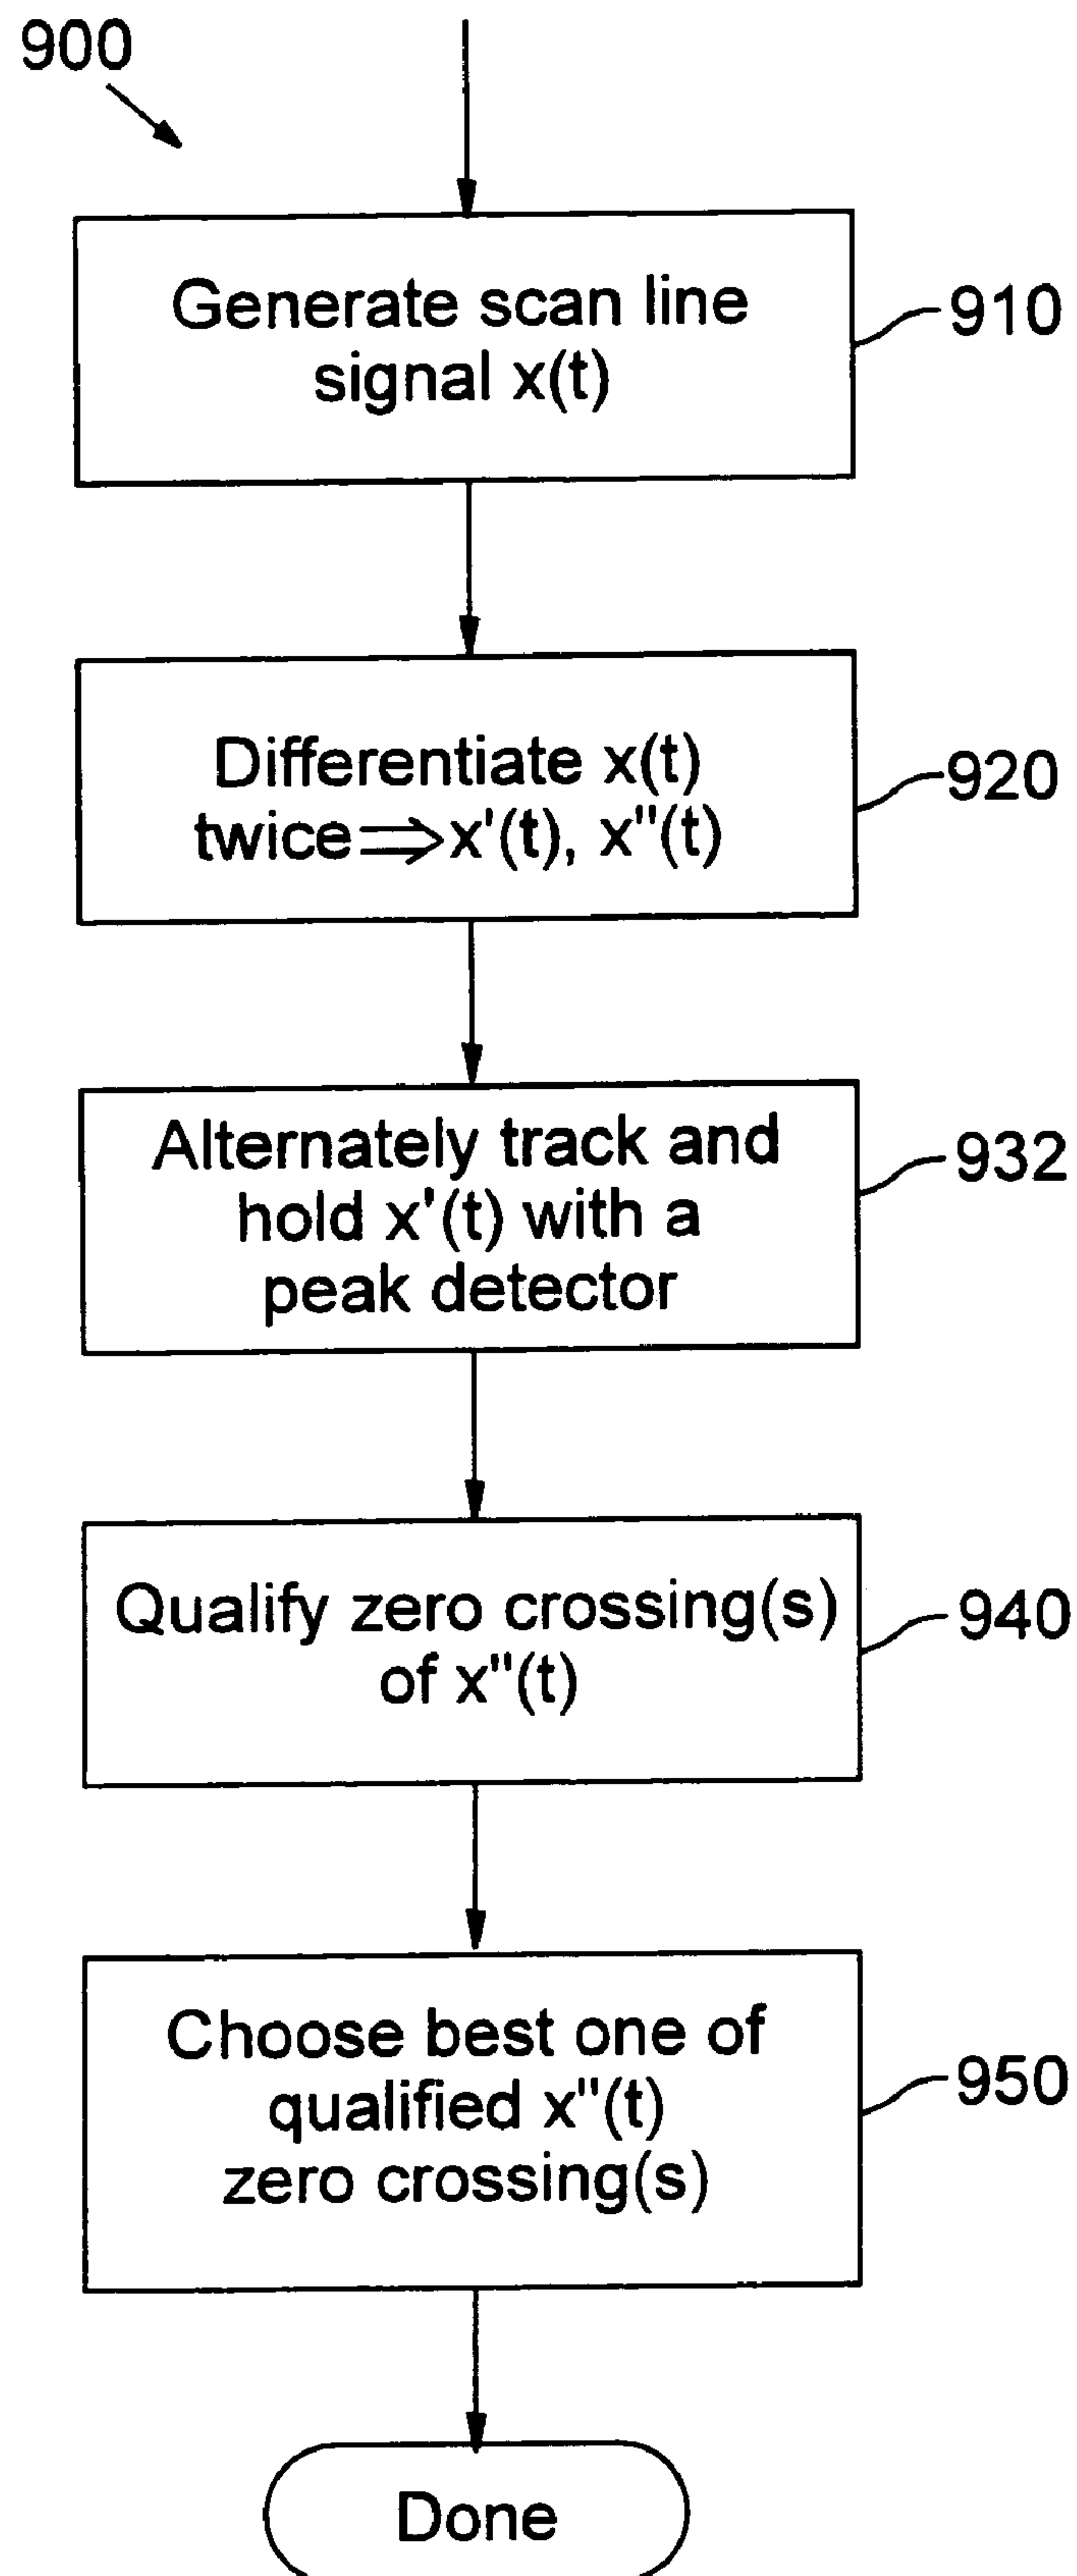 900
Generate scan line
signal x(t)
910
Differentiate x(t)
twice ⇒ x'(t), x''(t)
920
Alternately track and
hold x'(t) with a
peak detector
932
Qualify zero crossing(s)
of x''(t)
940
Choose best one of
qualified x''(t)
zero crossing(s)
950
Done